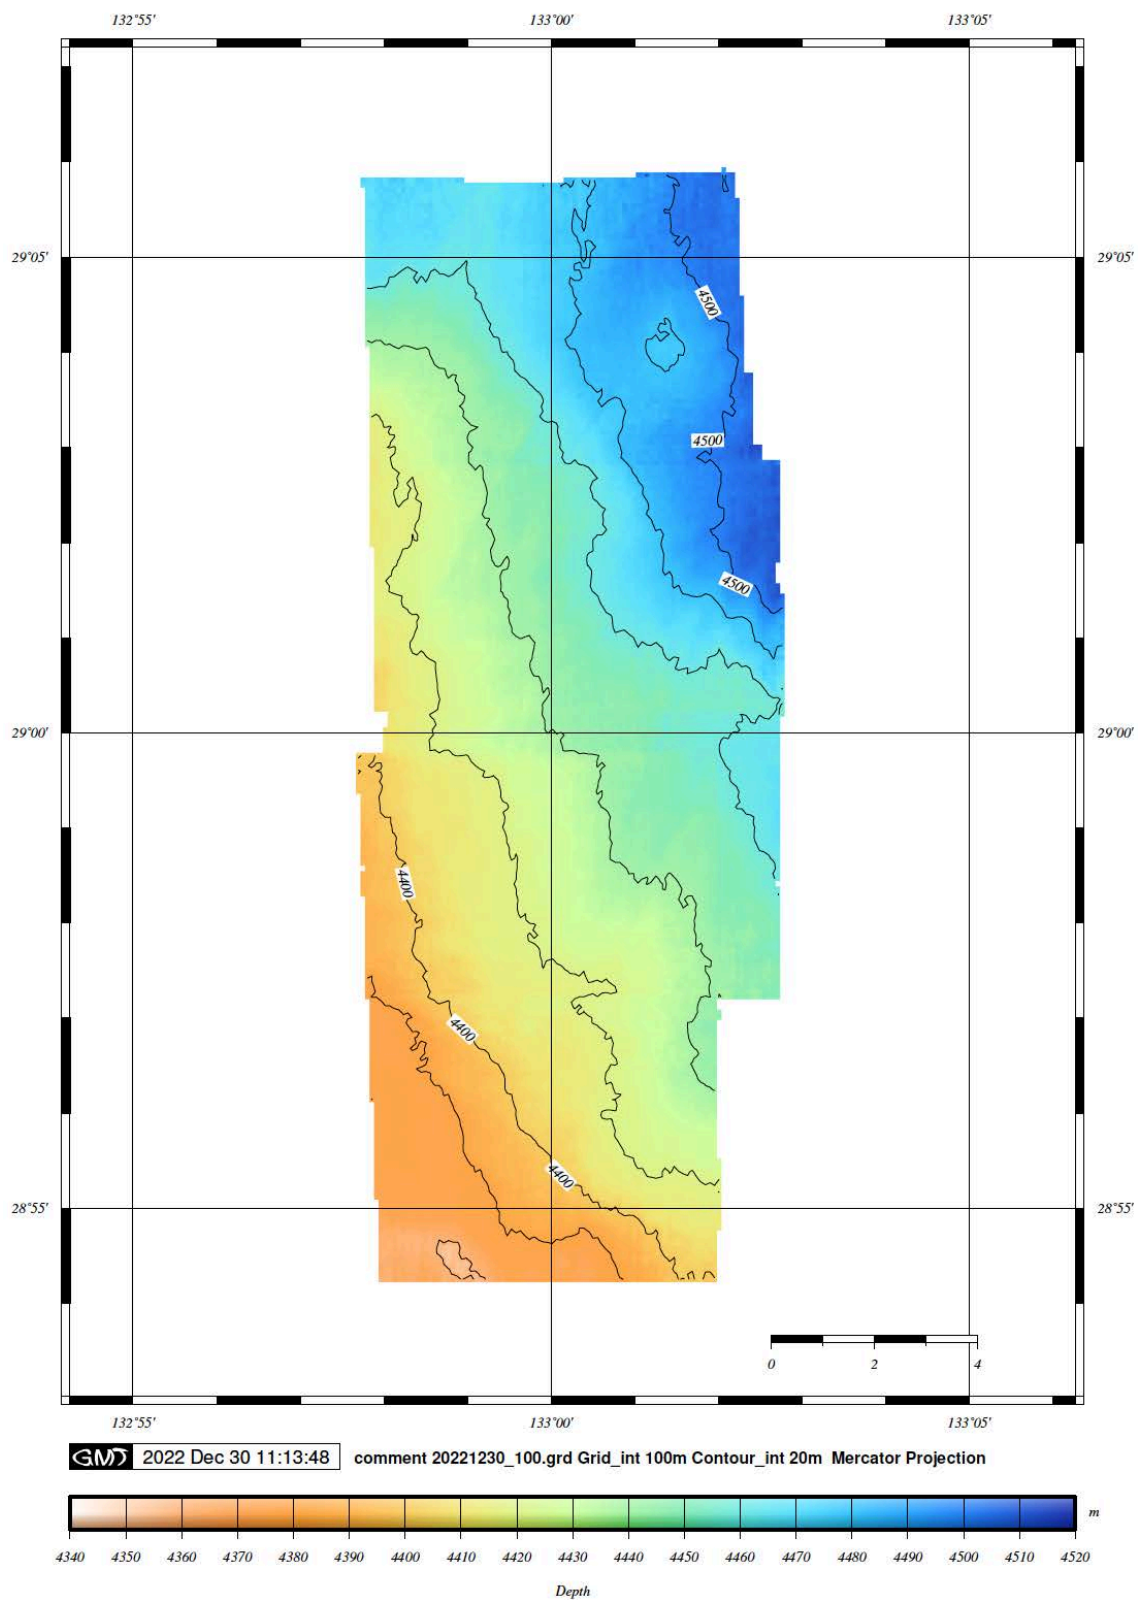 132°55' 133°00' 133°05'
29°05' 29°05'
4500
4500
4500
29°00' 29°00'
4400
4400
4400
28°55' 28°55'
0 2 4
132°55' 133°00' 133°05'
GMT 2022 Dec 30 11:13:48 comment 20221230_100.grd Grid_int 100m Contour_int 20m Mercator Projection
m
4340 4350 4360 4370 4380 4390 4400 4410 4420 4430 4440 4450 4460 4470 4480 4490 4500 4510 4520
Depth